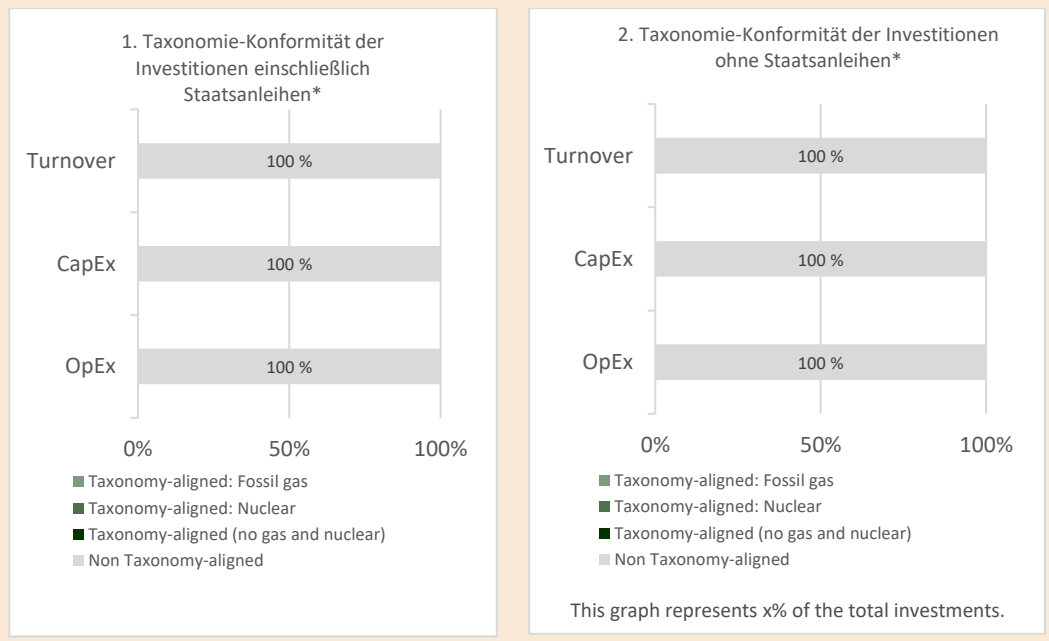 1. Taxonomie-Konformität der
Investitionen einschließlich
Staatsanleihen*
Turnover
100 %
CapEx
100 %
OpEx
100 %
0%
50%
100%
Taxonomy-aligned: Fossil gas
Taxonomy-aligned: Nuclear
Taxonomy-aligned (no gas and nuclear)
Non Taxonomy-aligned
2. Taxonomie-Konformität der Investitionen
ohne Staatsanleihen*
Turnover
100 %
CapEx
100 %
OpEx
100 %
0%
50%
100%
Taxonomy-aligned: Fossil gas
Taxonomy-aligned: Nuclear
Taxonomy-aligned (no gas and nuclear)
Non Taxonomy-aligned
This graph represents x% of the total investments.